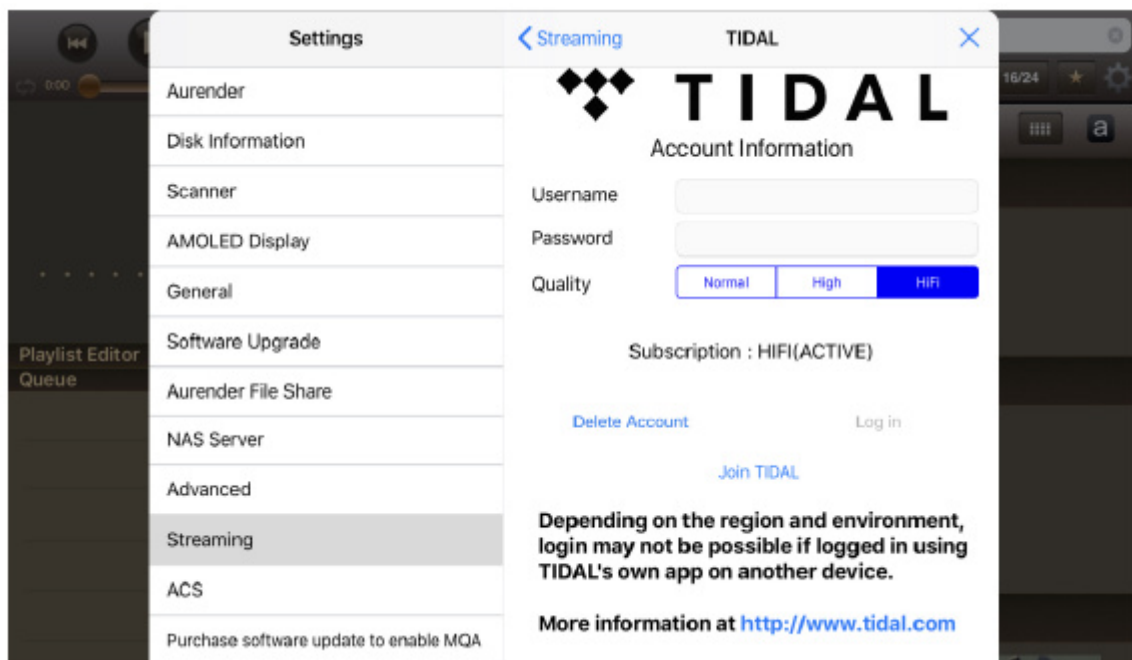 Settings
Streaming
TIDAL
0:00
16/24
a
Aurender
Disk Information
Scanner
AMOLED Display
General
Software Upgrade
Aurender File Share
NAS Server
Advanced
Streaming
ACS
Purchase software update to enable MQA
TIDAL
Account Information
Username
Password
Quality Normal High HiFi
Subscription : HIFI(ACTIVE)
Delete Account Log in
Join TIDAL
Depending on the region and environment,
login may not be possible if logged in using
TIDAL's own app on another device.
More information at http://www.tidal.com
Playlist Editor
Queue